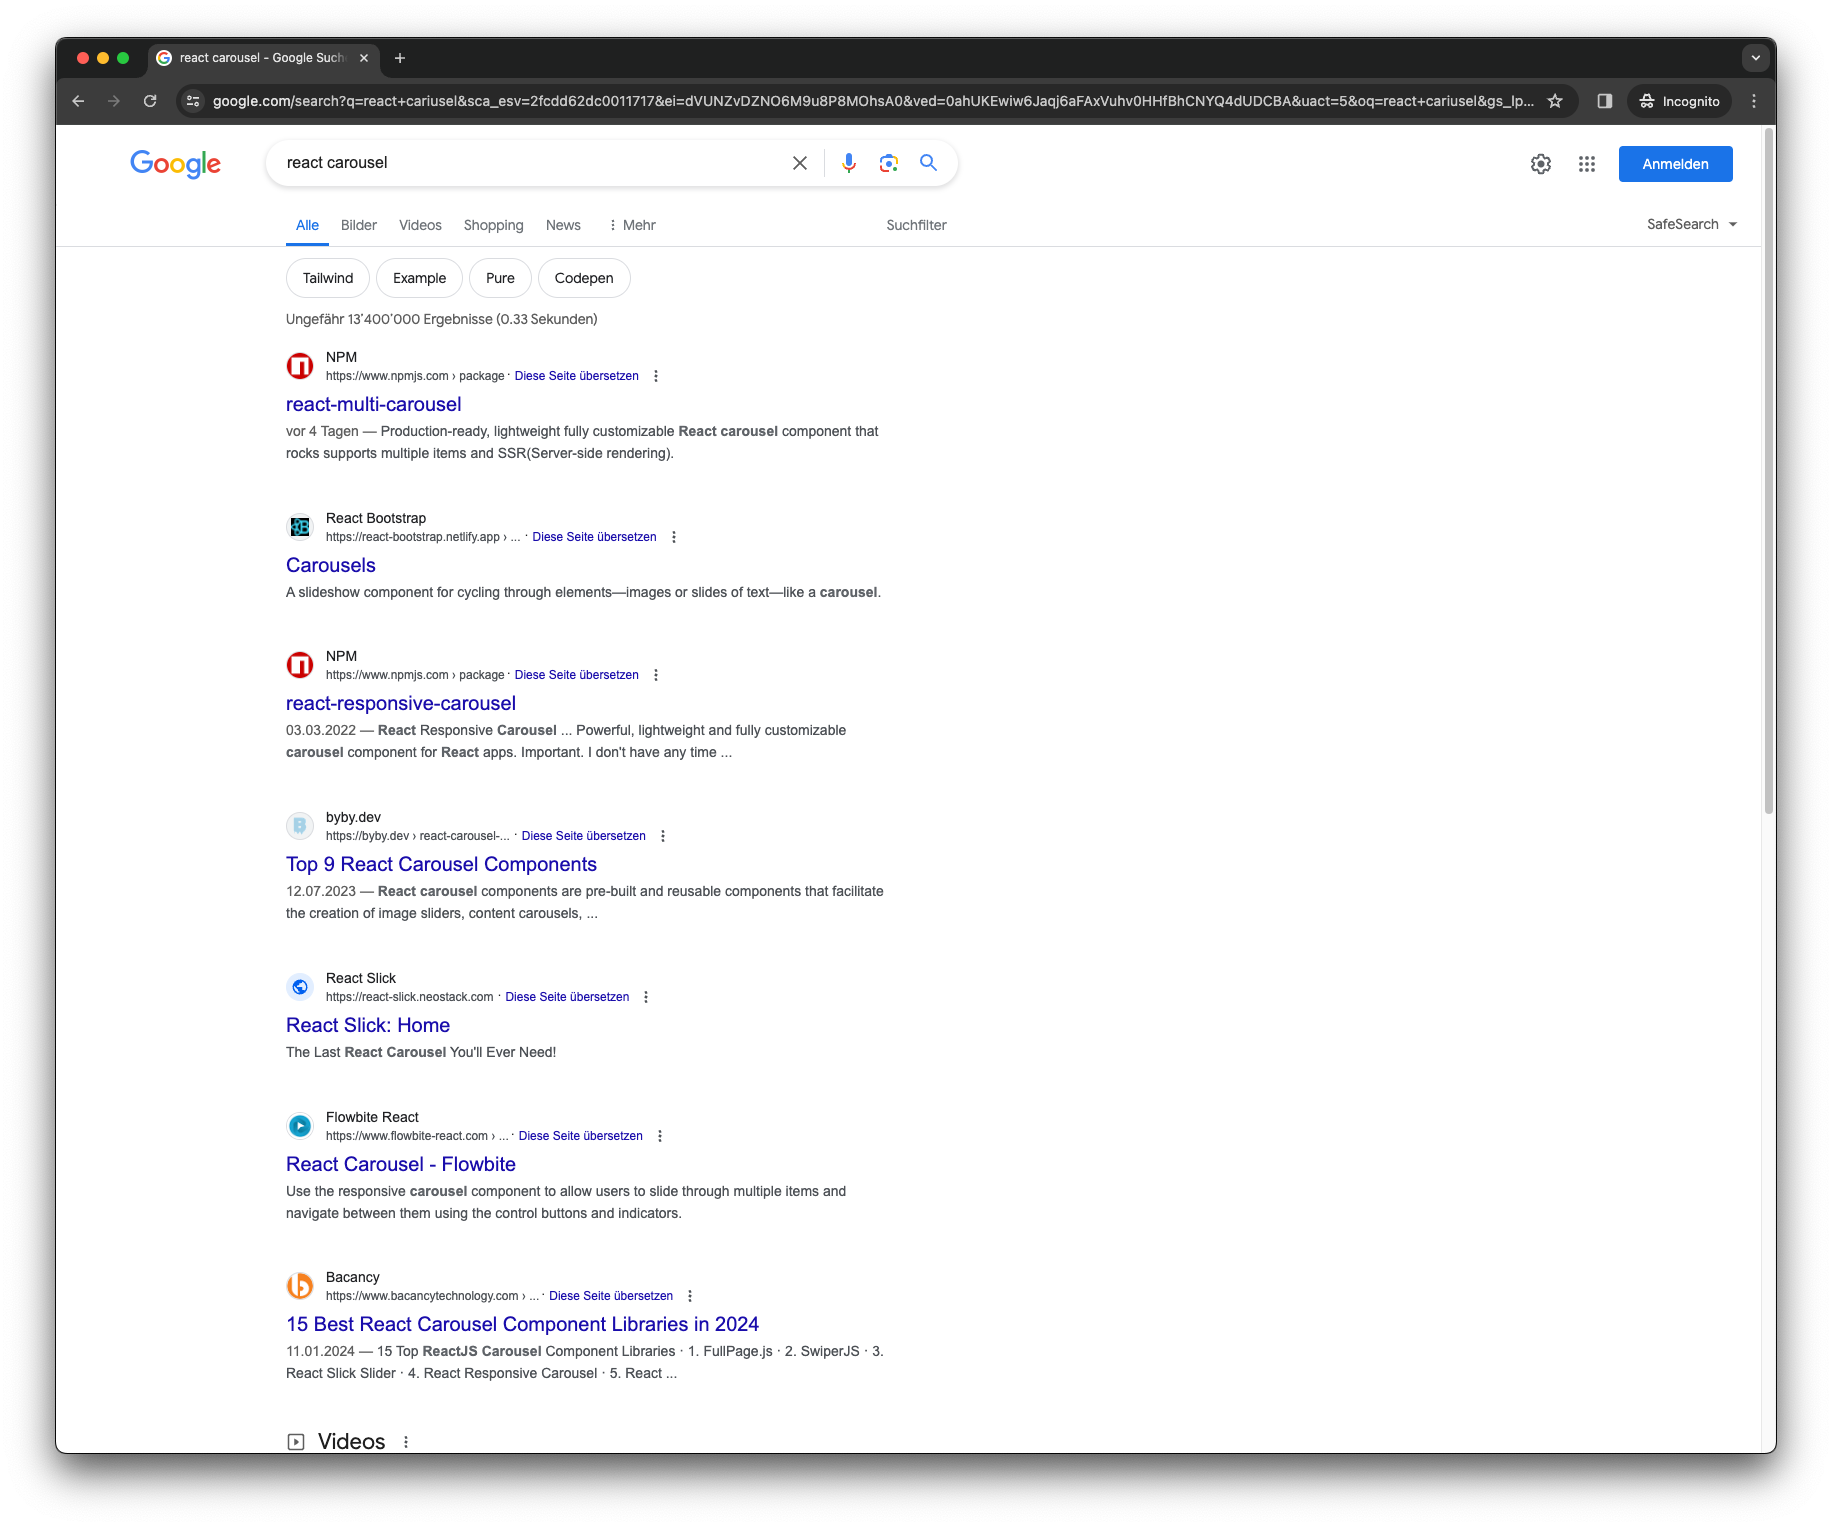 react carousel - Google Such
google.com/search?q=react+cariusel&sca_esv=2fcdd62dc0011717&ei=dVUNZvDZNO6M9u8P8MOhsA0&ved=0ahUKEwiw6Jaqj6aFAxVuhv0HHfBhCNYQ4dUDCBA&uact=5&oq=react+cariusel&gs_lp...
Incognito
Google
react carousel
Anmelden
Alle Bilder Videos Shopping News Mehr Suchfilter SafeSearch
Tailwind Example Pure Codepen
Ungefähr 13’400’000 Ergebnisse (0.33 Sekunden)
NPM
https://www.npmjs.com › package · Diese Seite übersetzen
react-multi-carousel
vor 4 Tagen — Production-ready, lightweight fully customizable React carousel component that
rocks supports multiple items and SSR(Server-side rendering).
React Bootstrap
https://react-bootstrap.netlify.app › ... · Diese Seite übersetzen
Carousels
A slideshow component for cycling through elements—images or slides of text—like a carousel.
NPM
https://www.npmjs.com › package · Diese Seite übersetzen
react-responsive-carousel
03.03.2022 — React Responsive Carousel ... Powerful, lightweight and fully customizable
carousel component for React apps. Important. I don't have any time ...
byby.dev
https://byby.dev › react-carousel-... · Diese Seite übersetzen
Top 9 React Carousel Components
12.07.2023 — React carousel components are pre-built and reusable components that facilitate
the creation of image sliders, content carousels, ...
React Slick
https://react-slick.neostack.com · Diese Seite übersetzen
React Slick: Home
The Last React Carousel You'll Ever Need!
Flowbite React
https://www.flowbite-react.com › ... · Diese Seite übersetzen
React Carousel - Flowbite
Use the responsive carousel component to allow users to slide through multiple items and
navigate between them using the control buttons and indicators.
Bacancy
https://www.bacancytechnology.com › ... · Diese Seite übersetzen
15 Best React Carousel Component Libraries in 2024
11.01.2024 — 15 Top ReactJS Carousel Component Libraries · 1. FullPage.js · 2. SwiperJS · 3.
React Slick Slider · 4. React Responsive Carousel · 5. React ...
Videos